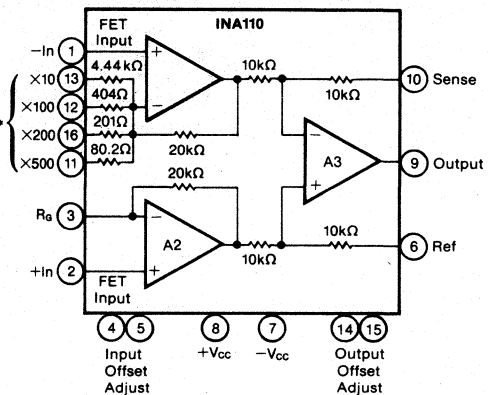 INA110
FET
Input
−In 1
+
10kΩ
10kΩ
10 Sense
4.44kΩ
×10 13
404Ω
×100 12
−
201Ω
×200 16
20kΩ
80.2Ω
×500 11
*
−
A3
+
9 Output
20kΩ
RG 3
−
A2
+
10kΩ
10kΩ
6 Ref
+In 2
FET
Input
4 5 8 7 14 15
Input
Offset
Adjust
+Vcc
−Vcc
Output
Offset
Adjust